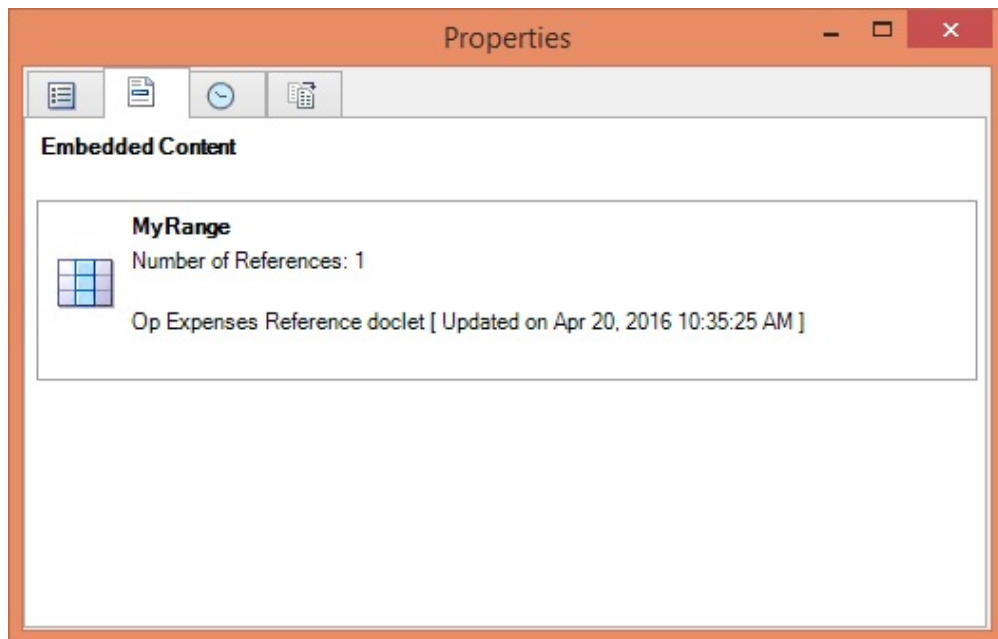 Properties
Embedded Content
MyRange
Number of References: 1
Op Expenses Reference doclet [ Updated on Apr 20, 2016 10:35:25 AM ]